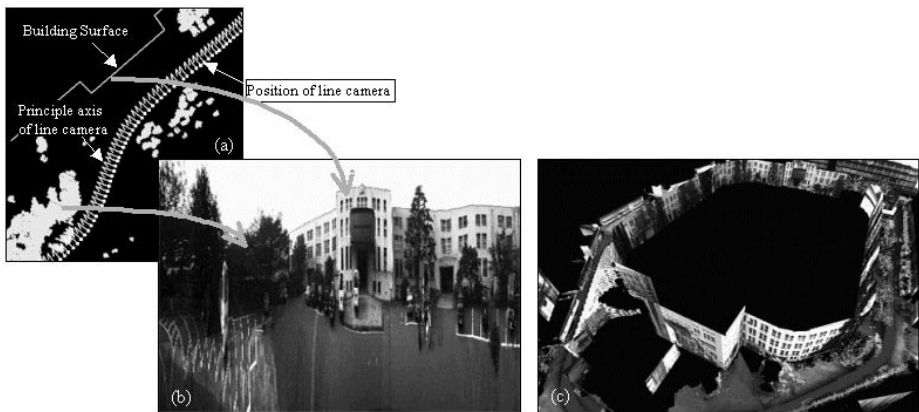 Building Surface
Position of line camera
Principle axis
of line camera
(a)
(b)
(c)